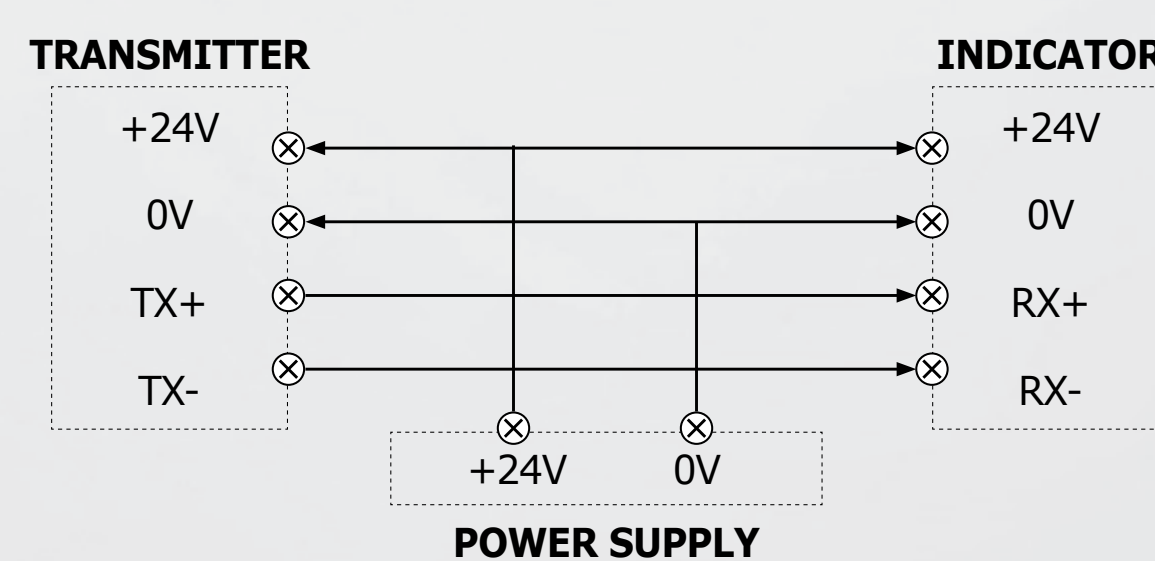 TRANSMITTER
INDICATOR
+24V
0V
TX+
TX-
+24V
0V
RX+
RX-
+24V
0V
POWER SUPPLY